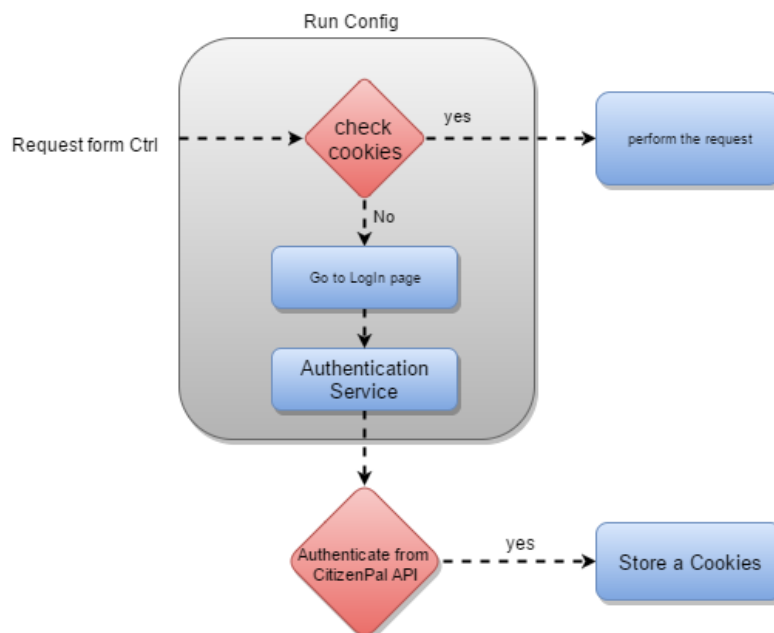 Run Config
Request form Ctrl
check
cookies
yes
perform the request
No
Go to LogIn page
Authentication
Service
Authenticate from
CitizenPal API
yes
Store a Cookies